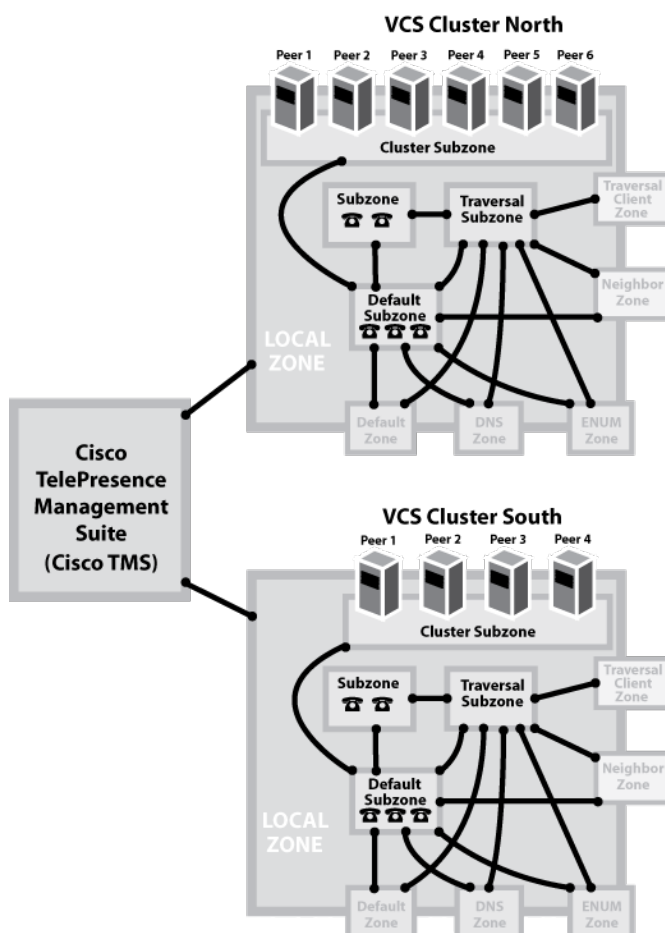 VCS Cluster North
Peer 1 Peer 2 Peer 3 Peer 4 Peer 5 Peer 6
Cluster Subzone
Subzone
Traversal
Subzone
Traversal
Client
Zone
Default
Subzone
Neighbor
Zone
LOCAL
ZONE
Default
Zone
DNS
Zone
ENUM
Zone
Cisco
TelePresence
Management
Suite
(Cisco TMS)
VCS Cluster South
Peer 1 Peer 2 Peer 3 Peer 4
Cluster Subzone
Subzone
Traversal
Subzone
Traversal
Client
Zone
Default
Subzone
Neighbor
Zone
LOCAL
ZONE
Default
Zone
DNS
Zone
ENUM
Zone